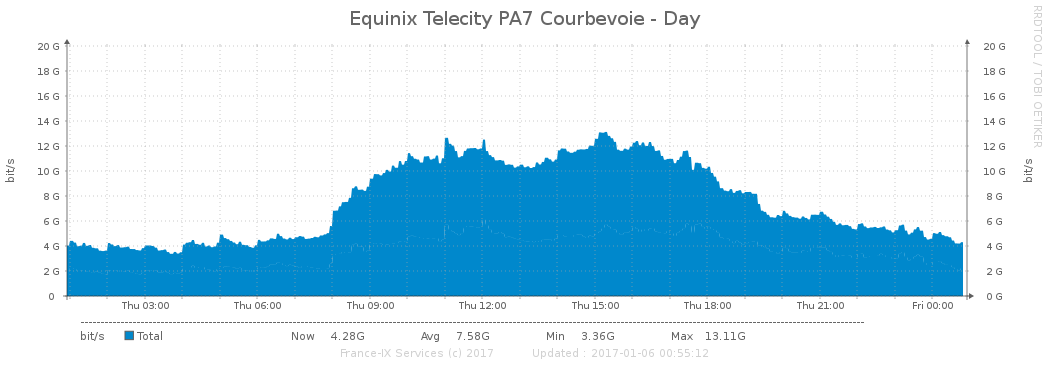 Equinix Telecity PA7 Courbevoie - Day
RRDTOOL / TOBI OETIKER
bit/s
20 G 20 G
18 G 18 G
16 G 16 G
14 G 14 G
12 G 12 G
10 G 10 G
8 G 8 G
6 G 6 G
4 G 4 G
2 G 2 G
0 0 G
bit/s
Thu 03:00 Thu 06:00 Thu 09:00 Thu 12:00 Thu 15:00 Thu 18:00 Thu 21:00 Fri 00:00
bit/s Total Now 4.28G Avg 7.58G Min 3.36G Max 13.11G
France-IX Services (c) 2017 Updated : 2017-01-06 00:55:12